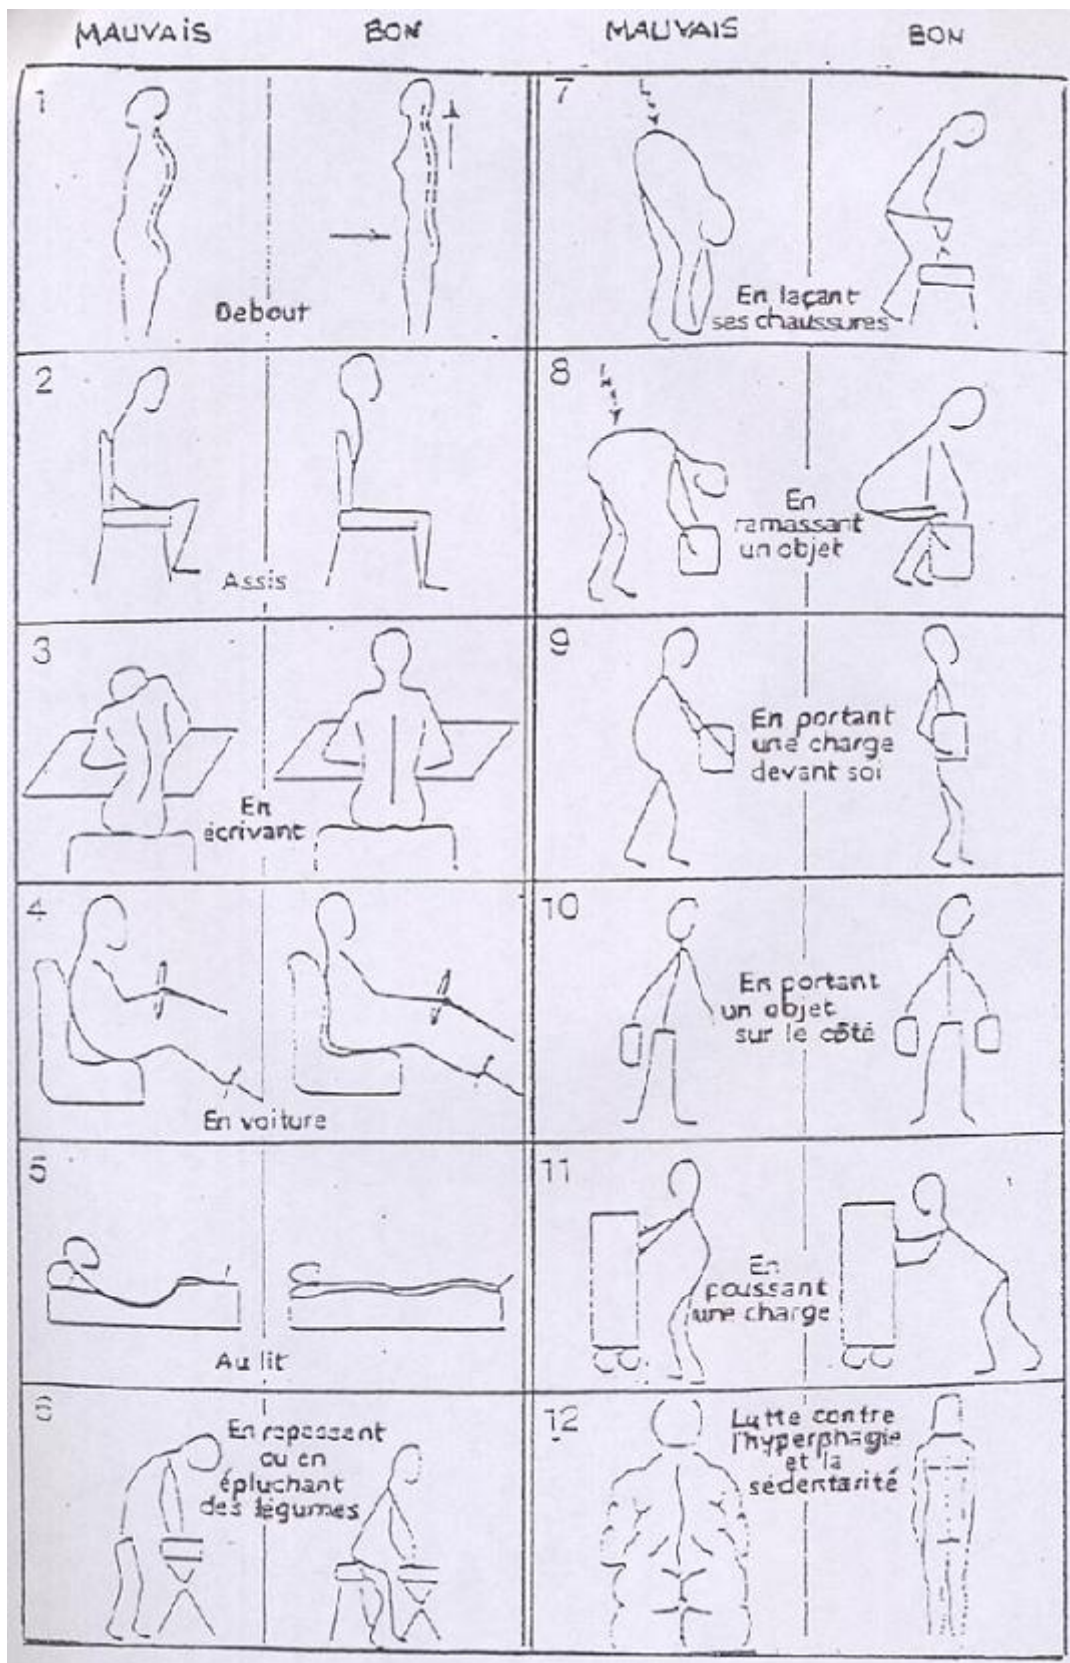 MAUVAIS BON MAUVAIS BON
1
Debout
2
Assis
3
En
écrivant
4
En voiture
5
Au lit
6
En repassant
ou en
épluchant
des légumes
7
En laçant
ses chaussures
8
En
ramassant
un objet
9
En portant
une charge
devant soi
10
En portant
un objet
sur le côté
11
En
poussant
une charge
12
Lutte contre
l'hyperphagie
et la
sédentarité